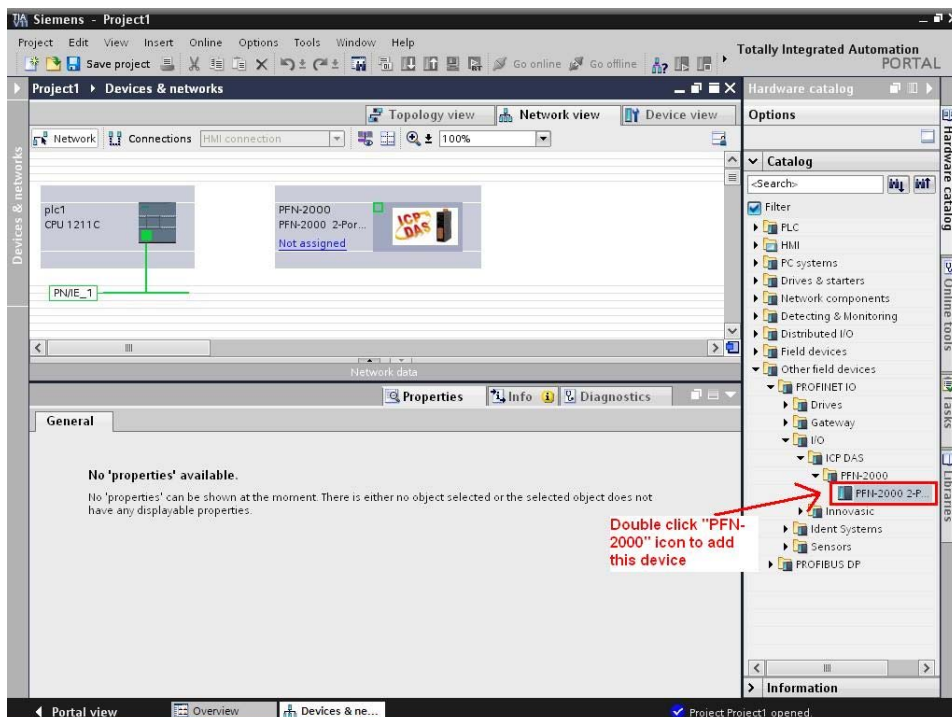 Siemens - Project1
Project Edit View Insert Online Options Tools Window Help
Save project Go online Go offline
Totally Integrated Automation
PORTAL
Project1 Devices & networks
Topology view Network view Device view
Network Connections HMI connection 100%
Devices & networks
plc1
CPU 1211C
PFN-2000
PFN-2000 2-Por...
Not assigned
ICP
DAS
PN/IE_1
Network data
Properties Info Diagnostics
General
No 'properties' available.
No 'properties' can be shown at the moment. There is either no object selected or the selected object does not
have any displayable properties.
Hardware catalog
Options
Catalog
<Search>
Filter
PLC
HMI
PC systems
Drives & starters
Network components
Detecting & Monitoring
Distributed I/O
Field devices
Other field devices
PROFINET IO
Drives
Gateway
I/O
ICP DAS
PFN-2000
PFN-2000 2-P...
Innovasic
Ident Systems
Sensors
PROFIBUS DP
Double click "PFN-
2000" icon to add
this device
Information
Hardware catalog
Online tools
Tasks
Libraries
Portal view Overview Devices & ne...
Project Project1 opened.